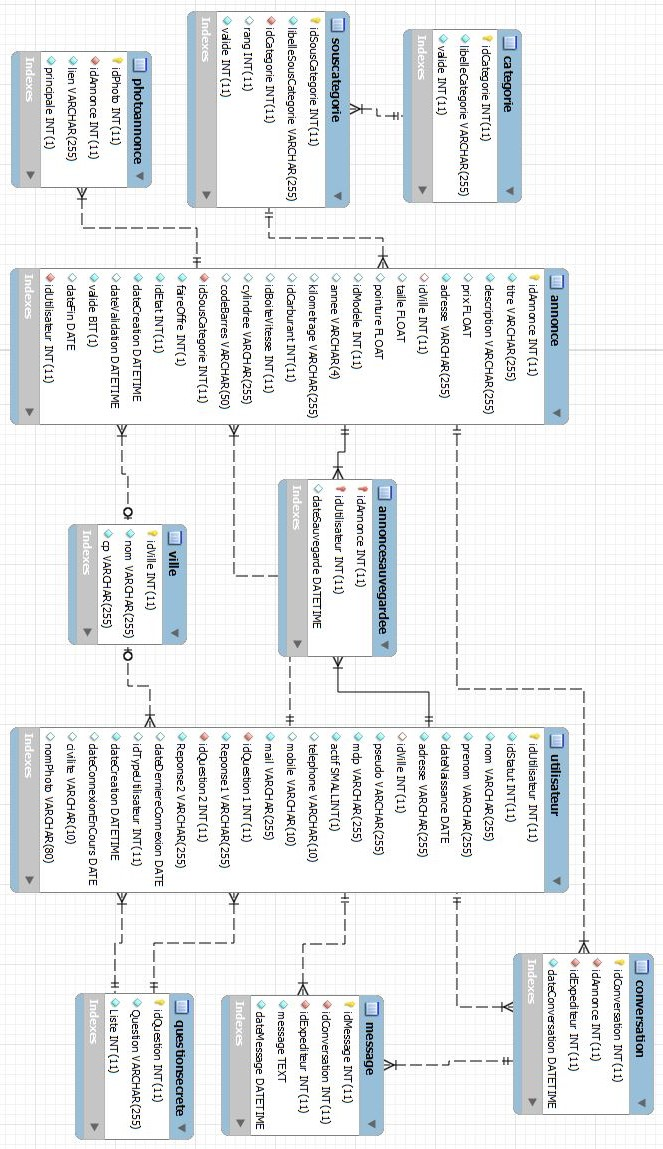 categorie
idCategorie INT(11)
libelleCategorie VARCHAR(255)
valide INT(11)
Indexes
souscategorie
idSousCategorie INT(11)
libelleSousCategorie VARCHAR(255)
idCategorie INT(11)
rang INT(11)
valide INT(11)
Indexes
photoannonce
idPhoto INT(11)
idAnnonce INT(11)
lien VARCHAR(255)
principale INT(1)
Indexes
annonce
idAnnonce INT(11)
titre VARCHAR(255)
description VARCHAR(255)
prix FLOAT
adresse VARCHAR(255)
idVille INT(11)
taille FLOAT
pointure FLOAT
idModele INT(11)
annee VARCHAR(4)
kilometrage VARCHAR(255)
idCarburant INT(11)
idBoiteVitesse INT(11)
cylindree VARCHAR(255)
codeBarres VARCHAR(50)
idSousCategorie INT(11)
faireOffre INT(1)
idEtat INT(11)
dateCreation DATETIME
dateValidation DATETIME
valide BIT(1)
dateFin DATE
idUtilisateur INT(11)
Indexes
annoncesauvegardee
idAnnonce INT(11)
idUtilisateur INT(11)
dateSauvegarde DATETIME
Indexes
ville
idVille INT(11)
nom VARCHAR(255)
cp VARCHAR(255)
Indexes
utilisateur
idUtilisateur INT(11)
idStatut INT(11)
nom VARCHAR(255)
prenom VARCHAR(255)
dateNaissance DATE
adresse VARCHAR(255)
idVille INT(11)
pseudo VARCHAR(255)
mdp VARCHAR(255)
actif SMALLINT(1)
telephone VARCHAR(10)
mobile VARCHAR(10)
mail VARCHAR(255)
idQuestion1 INT(11)
Reponse1 VARCHAR(255)
idQuestion2 INT(11)
Reponse2 VARCHAR(255)
dateDerniereConnexion DATE
idTypeUtilisateur INT(11)
dateCreation DATETIME
dateConnexionEnCours DATE
civilite VARCHAR(10)
nomPhoto VARCHAR(80)
Indexes
conversation
idConversation INT(11)
idAnnonce INT(11)
idExpediteur INT(11)
dateConversation DATETIME
Indexes
message
idMessage INT(11)
idConversation INT(11)
idExpediteur INT(11)
message TEXT
dateMessage DATETIME
Indexes
questionsecrete
idQuestion INT(11)
Question VARCHAR(255)
Liste INT(11)
Indexes